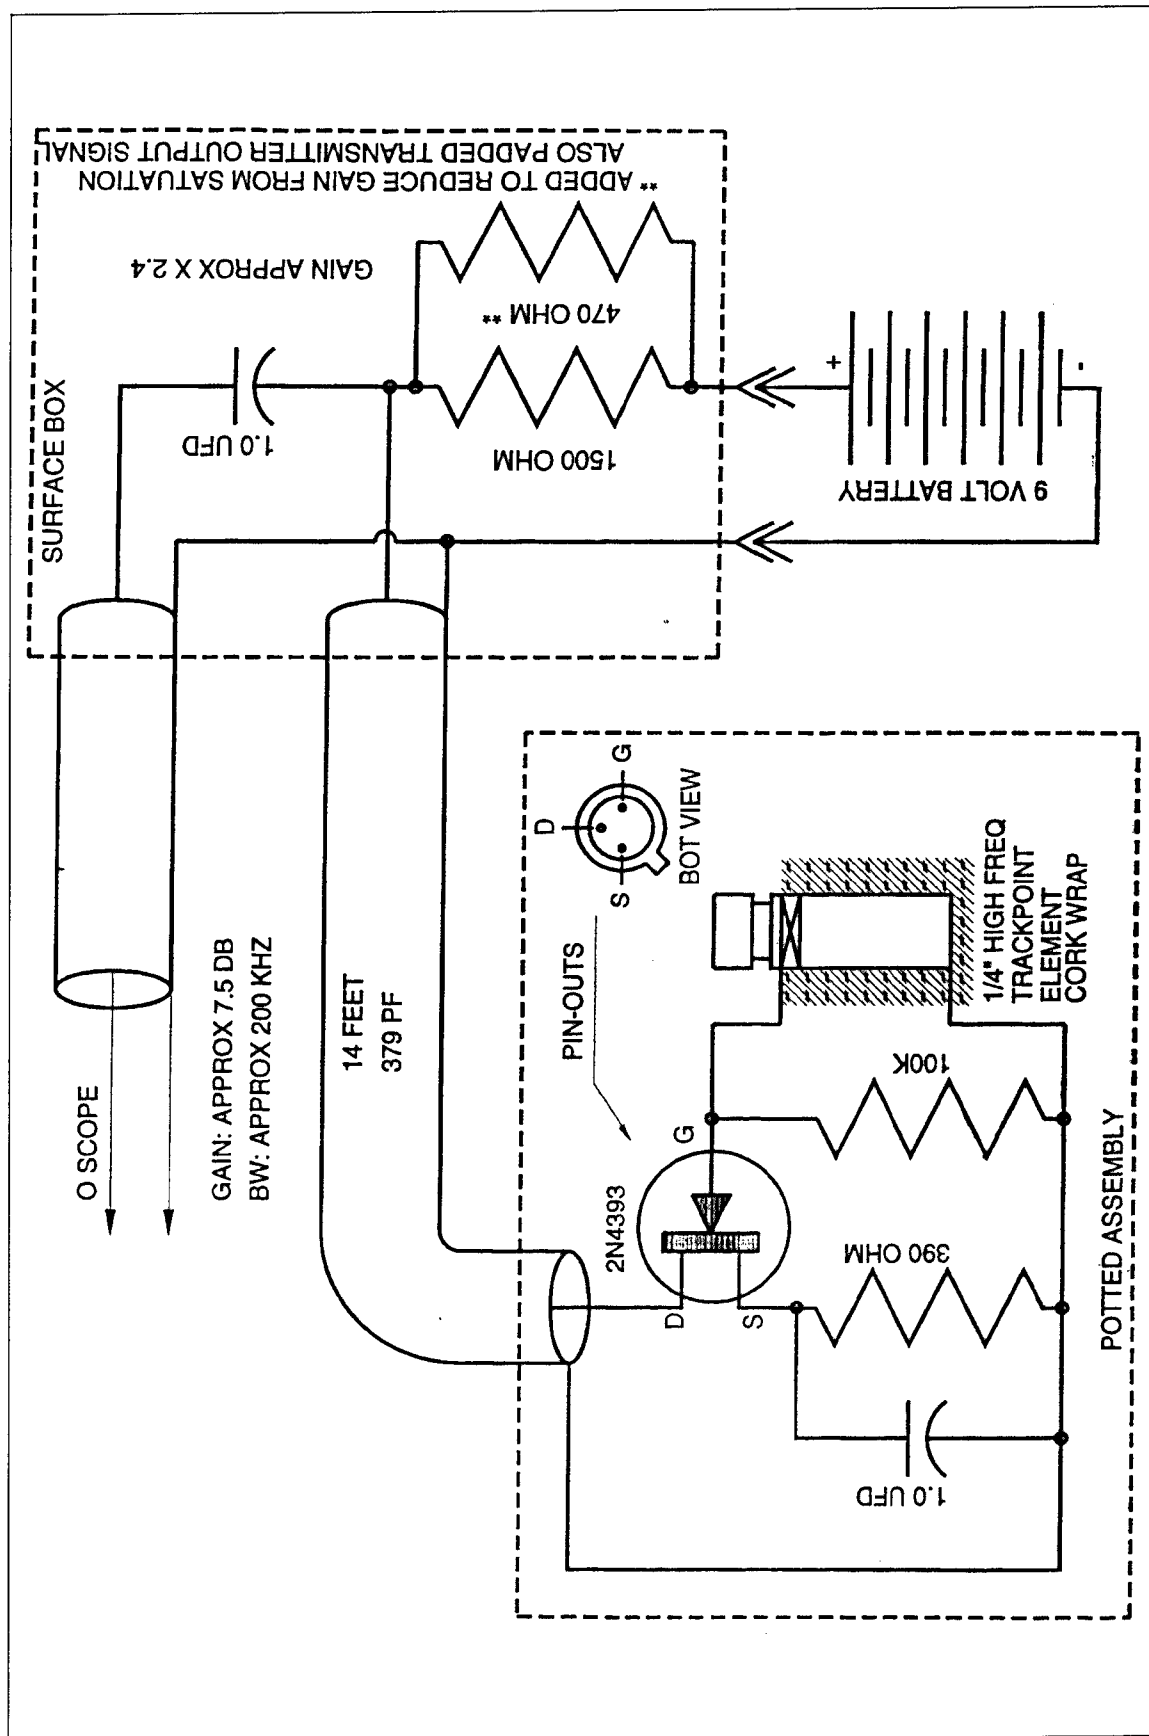 SURFACE BOX
** ADDED TO REDUCE GAIN FROM SATUATION
ALSO PADDED TRANSMITTER OUTPUT SIGNAL
GAIN APPROX X 2.4
1.0 UFD
470 OHM **
1500 OHM
+
-
9 VOLT BATTERY
O SCOPE
GAIN: APPROX 7.5 DB
BW: APPROX 200 KHZ
14 FEET
379 PF
D
G
S
BOT VIEW
PIN-OUTS
2N4393
G
D
S
1/4" HIGH FREQ
TRACKPOINT
ELEMENT
CORK WRAP
100K
390 OHM
1.0 UFD
POTTED ASSEMBLY